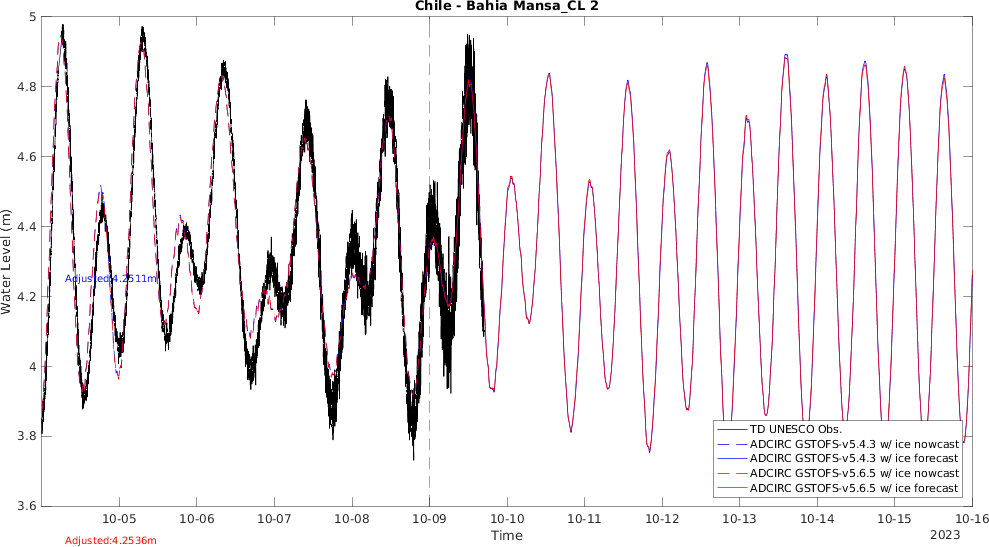 Chile - Bahia Mansa_CL 2
5
4.8
4.6
4.4
4.2
4
3.8
3.6
Water Level (m)
Adjusted:4.2511m
TD UNESCO Obs.
ADCIRC GSTOFS-v5.4.3 w/ ice nowcast
ADCIRC GSTOFS-v5.4.3 w/ ice forecast
ADCIRC GSTOFS-v5.6.5 w/ ice nowcast
ADCIRC GSTOFS-v5.6.5 w/ ice forecast
10-05 10-06 10-07 10-08 10-09 10-10 10-11 10-12 10-13 10-14 10-15 10-16
Time
2023
Adjusted:4.2536m